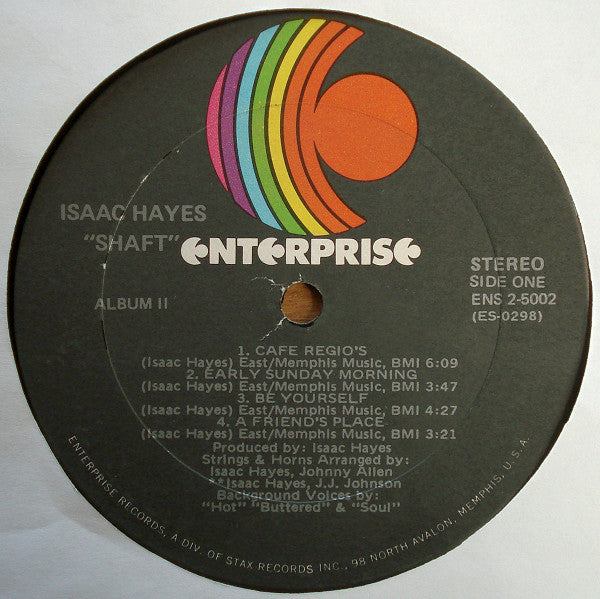 ISAAC HAYES
"SHAFT"
ENTERPRISE
ALBUM II
STEREO
SIDE ONE
ENS 2-5002
(ES-0298)
1. CAFE REGIO'S
(Isaac Hayes) East/Memphis Music, BMI 6:09
2. EARLY SUNDAY MORNING
(Isaac Hayes) East/Memphis Music, BMI 3:47
3. BE YOURSELF
(Isaac Hayes) East/Memphis Music, BMI 4:27
4. A FRIEND'S PLACE
(Isaac Hayes) East/Memphis Music, BMI 3:21
Produced by: Isaac Hayes
Strings & Horns Arranged by:
Isaac Hayes, Johnny Allen
**Isaac Hayes, J.J. Johnson
Background Voices by:
"Hot" "Buttered" & "Soul"
ENTERPRISE RECORDS, A DIV. OF STAX RECORDS INC., 98 NORTH AVALON, MEMPHIS, U.S.A.